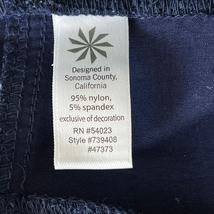 Designed in
Sonoma County,
California
95% nylon,
5% spandex
exclusive of decoration
RN #54023
Style #739408
#47373